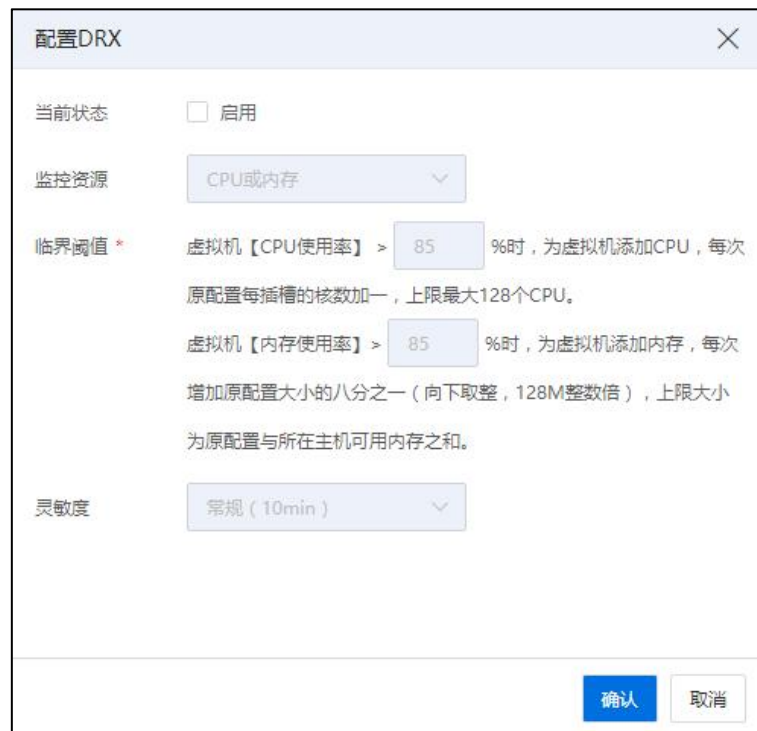 配置DRX
当前状态 启用
监控资源 CPU或内存
临界阈值 * 虚拟机【CPU使用率】 > 85 %时，为虚拟机添加CPU，每次
原配置每插槽的核数加一，上限最大128个CPU。
虚拟机【内存使用率】 > 85 %时，为虚拟机添加内存，每次
增加原配置大小的八分之一（向下取整，128M整数倍），上限大小
为原配置与所在主机可用内存之和。
灵敏度 常规（10min）
确认 取消